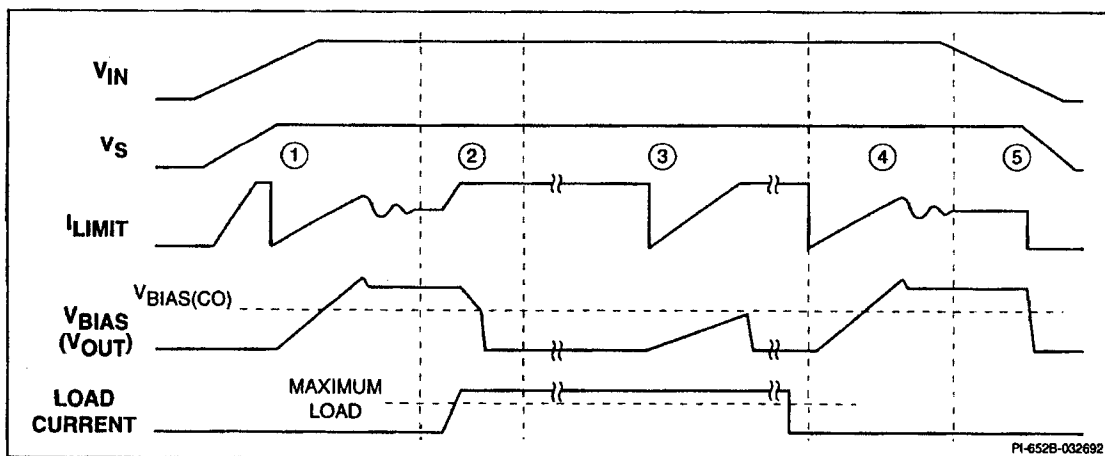 VIN
VS
1
2
3
4
5
ILIMIT
VBIAS(CO)
VBIAS
(VOUT)
MAXIMUM
LOAD
LOAD
CURRENT
PI-652B-032692